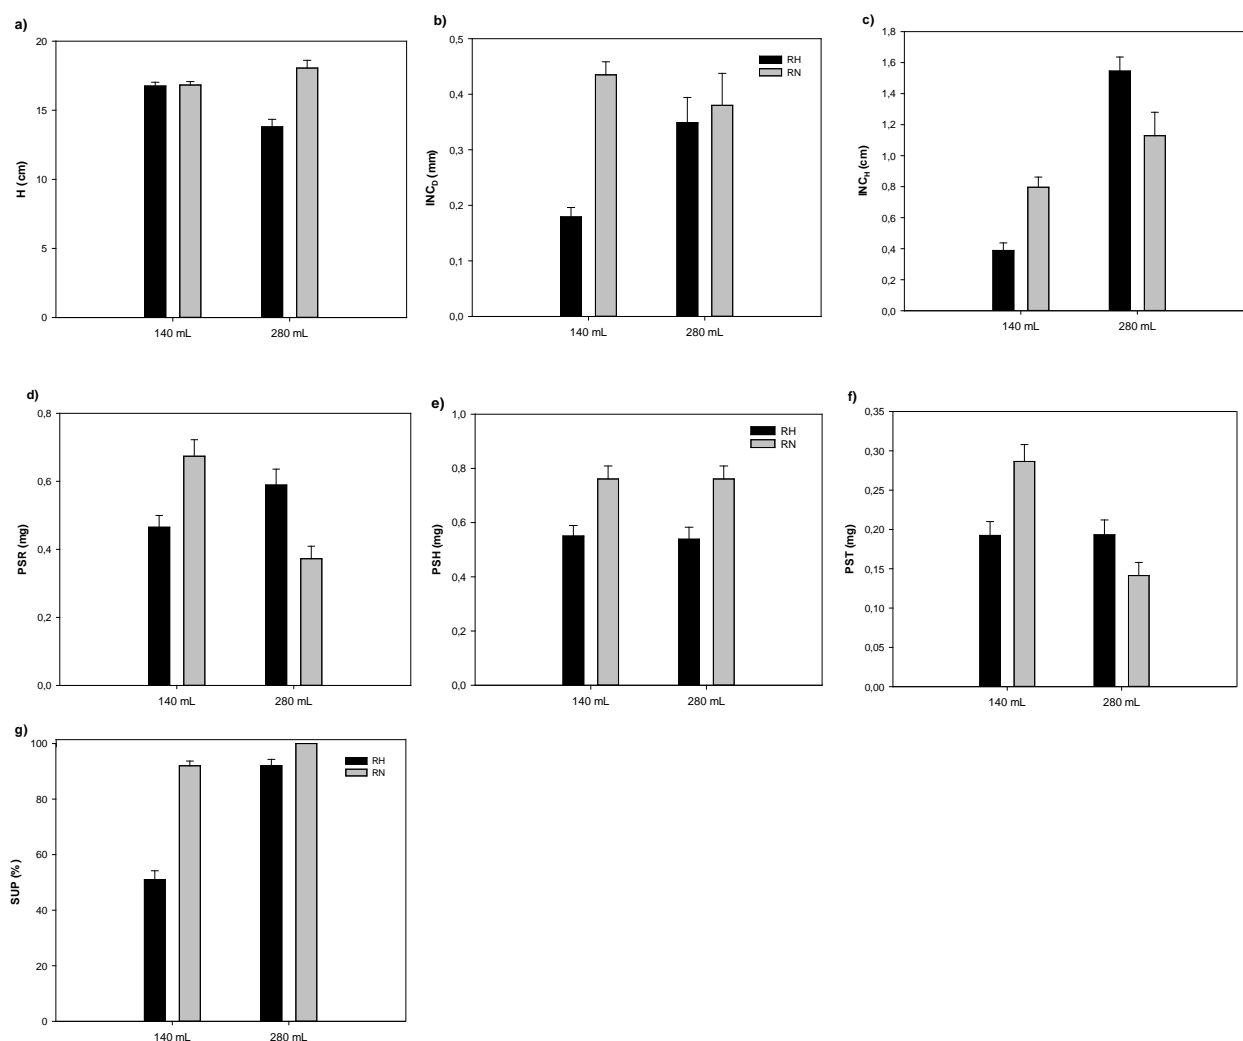 a)
H (cm)
20
15
10
5
0
140 mL
280 mL
b)
INC_D (mm)
0,5
0,4
0,3
0,2
0,1
0,0
RH
RN
140 mL
280 mL
c)
INC_H (cm)
1,8
1,6
1,4
1,2
1,0
0,8
0,6
0,4
0,2
0,0
140 mL
280 mL
d)
PSR (mg)
0,8
0,6
0,4
0,2
0,0
140 mL
280 mL
e)
PSH (mg)
1,0
0,8
0,6
0,4
0,2
0,0
RH
RN
140 mL
280 mL
f)
PST (mg)
0,35
0,30
0,25
0,20
0,15
0,10
0,05
0,00
140 mL
280 mL
g)
SUP (%)
100
80
60
40
20
0
RH
RN
140 mL
280 mL